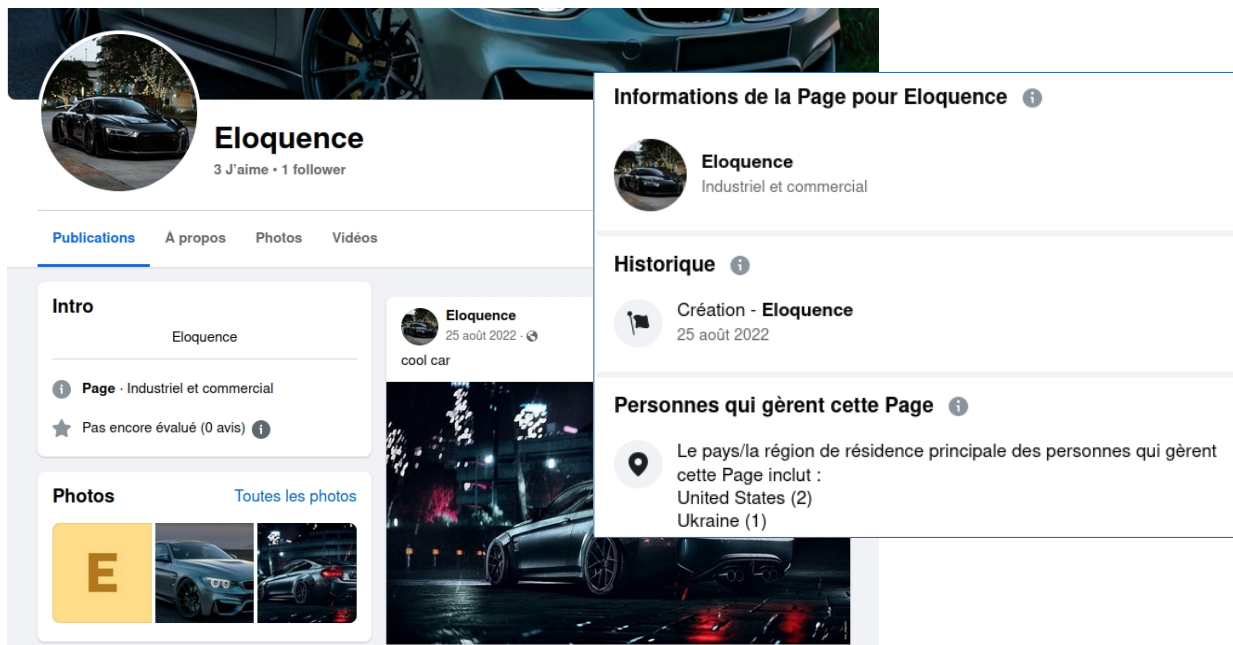 Eloquence
3 J'aime • 1 follower
Publications
À propos
Photos
Vidéos
Intro
Eloquence
Page · Industriel et commercial
Pas encore évalué (0 avis)
Photos
Toutes les photos
E
Eloquence
25 août 2022 ·
cool car
Informations de la Page pour Eloquence
Eloquence
Industriel et commercial
Historique
Création - Eloquence
25 août 2022
Personnes qui gèrent cette Page
Le pays/la région de résidence principale des personnes qui gèrent
cette Page inclut :
United States (2)
Ukraine (1)